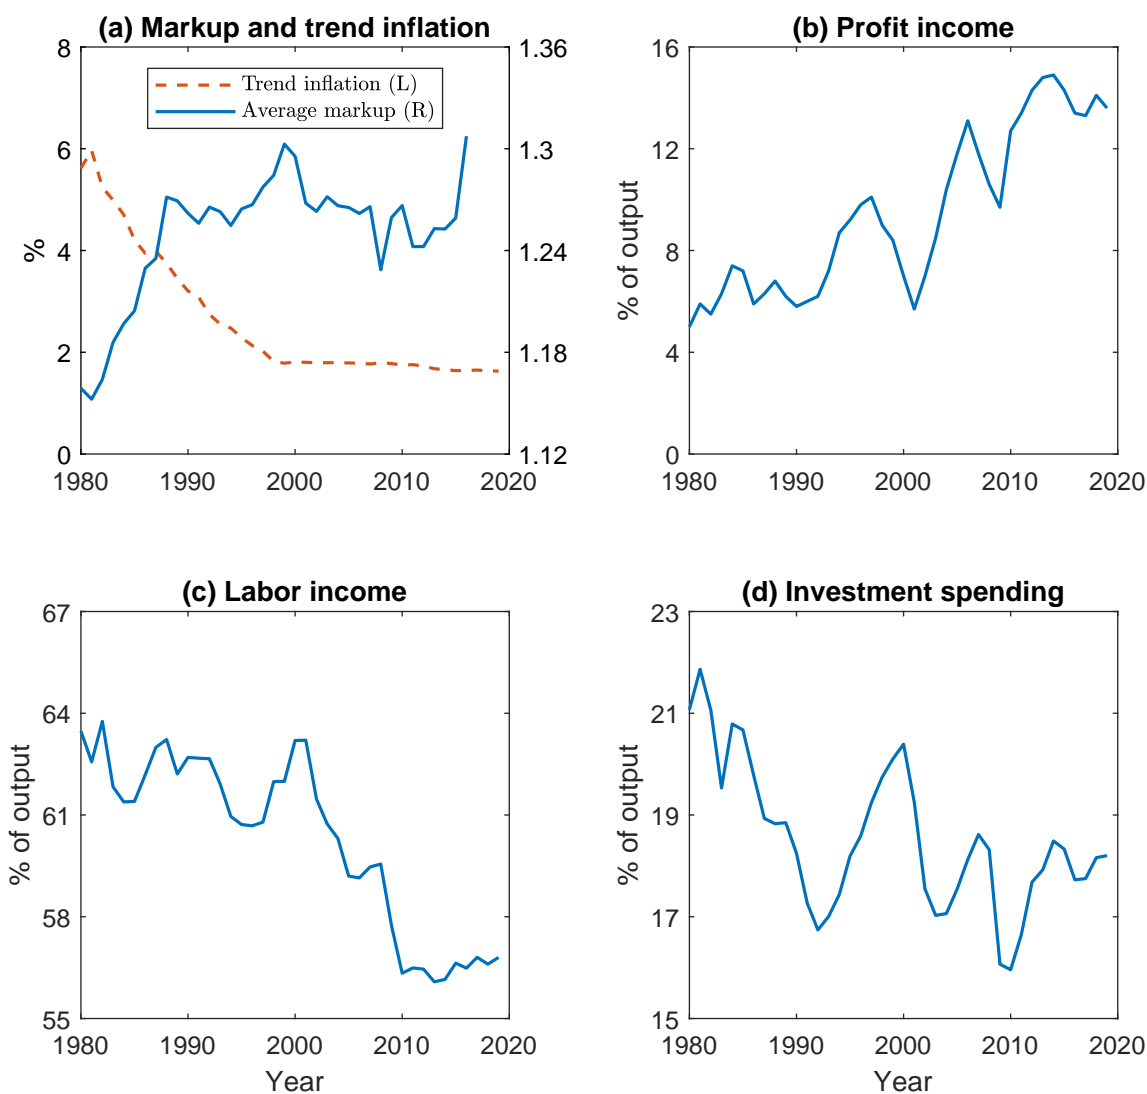 (a) Markup and trend inflation
8
6
4
2
0
%
1.36
1.3
1.24
1.18
1.12
Trend inflation (L)
Average markup (R)
1980 1990 2000 2010 2020
(b) Profit income
16
12
8
4
0
% of output
1980 1990 2000 2010 2020
(c) Labor income
67
64
61
58
55
% of output
1980 1990 2000 2010 2020
Year
(d) Investment spending
23
21
19
17
15
% of output
1980 1990 2000 2010 2020
Year